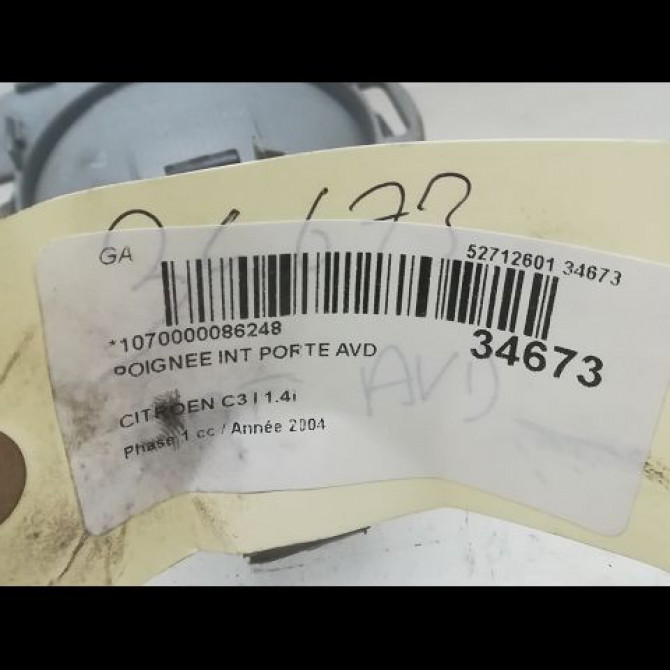 34673
GA
52712601 34673
*1070000086248
34673
POIGNEE INT PORTE AVD
AVD
CITROEN C3 I 1.4i
Phase 1 cc / Année 2004